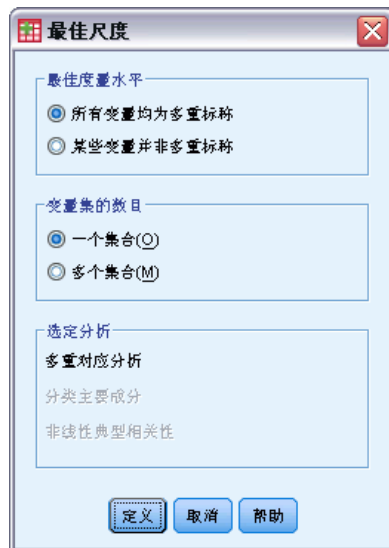 最佳尺度
最佳度量水平
所有变量均为多重标称
某些变量并非多重标称
变量集的数目
一个集合(O)
多个集合(M)
选定分析
多重对应分析
分类主要成分
非线性典型相关性
定义 取消 帮助